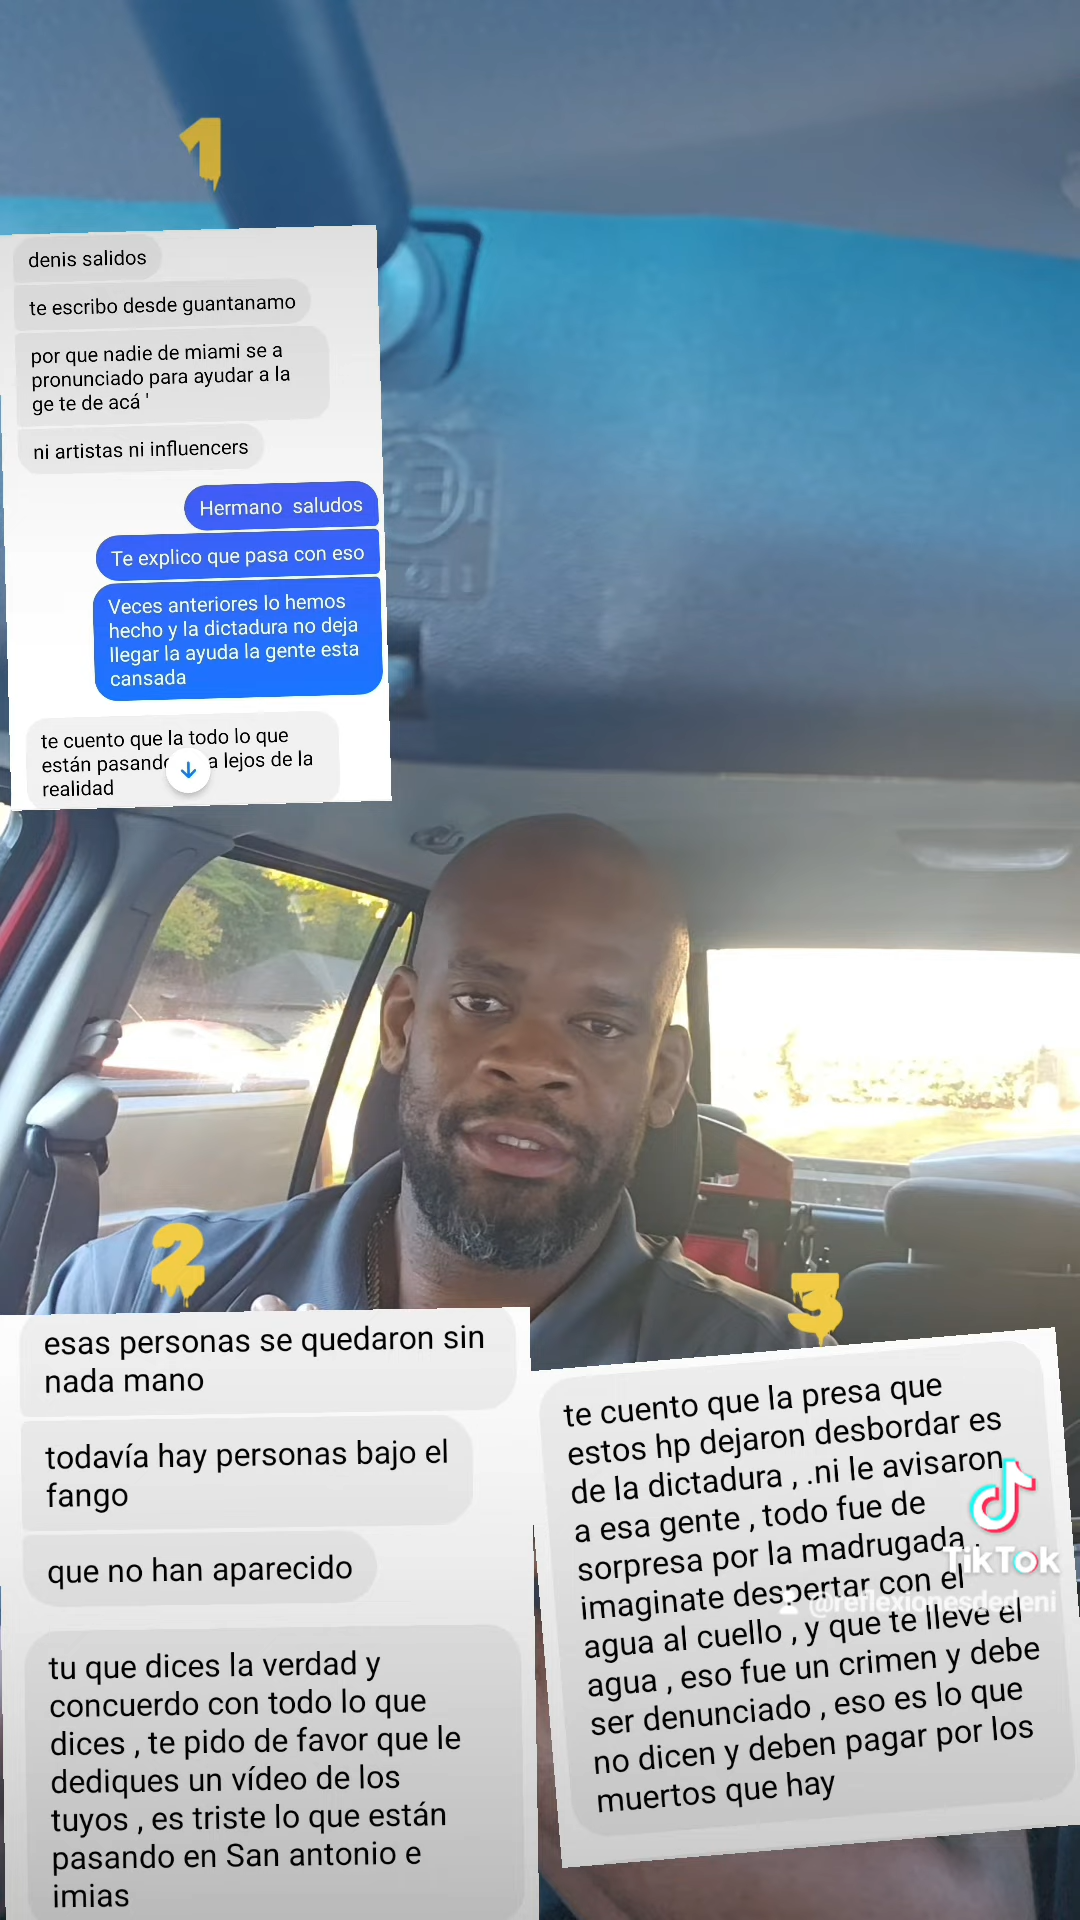 1
denis salidos
te escribo desde guantanamo
por que nadie de miami se a
pronunciado para ayudar a la
ge te de acá '
ni artistas ni influencers
Hermano  saludos
Te explico que pasa con eso
Veces anteriores lo hemos
hecho y la dictadura no deja
llegar la ayuda la gente esta
cansada
te cuento que la todo lo que
están pasando a lejos de la
realidad
2
esas personas se quedaron sin
nada mano
todavía hay personas bajo el
fango
que no han aparecido
tu que dices la verdad y
concuerdo con todo lo que
dices , te pido de favor que le
dediques un vídeo de los
tuyos , es triste lo que están
pasando en San antonio e
imias
3
te cuento que la presa que
estos hp dejaron desbordar es
de la dictadura , .ni le avisaron
a esa gente , todo fue de
sorpresa por la madrugada ,
imaginate despertar con el
agua al cuello , y que te lleve el
agua , eso fue un crimen y debe
ser denunciado , eso es lo que
no dicen y deben pagar por los
muertos que hay
TikTok
@reflexionesdedeni